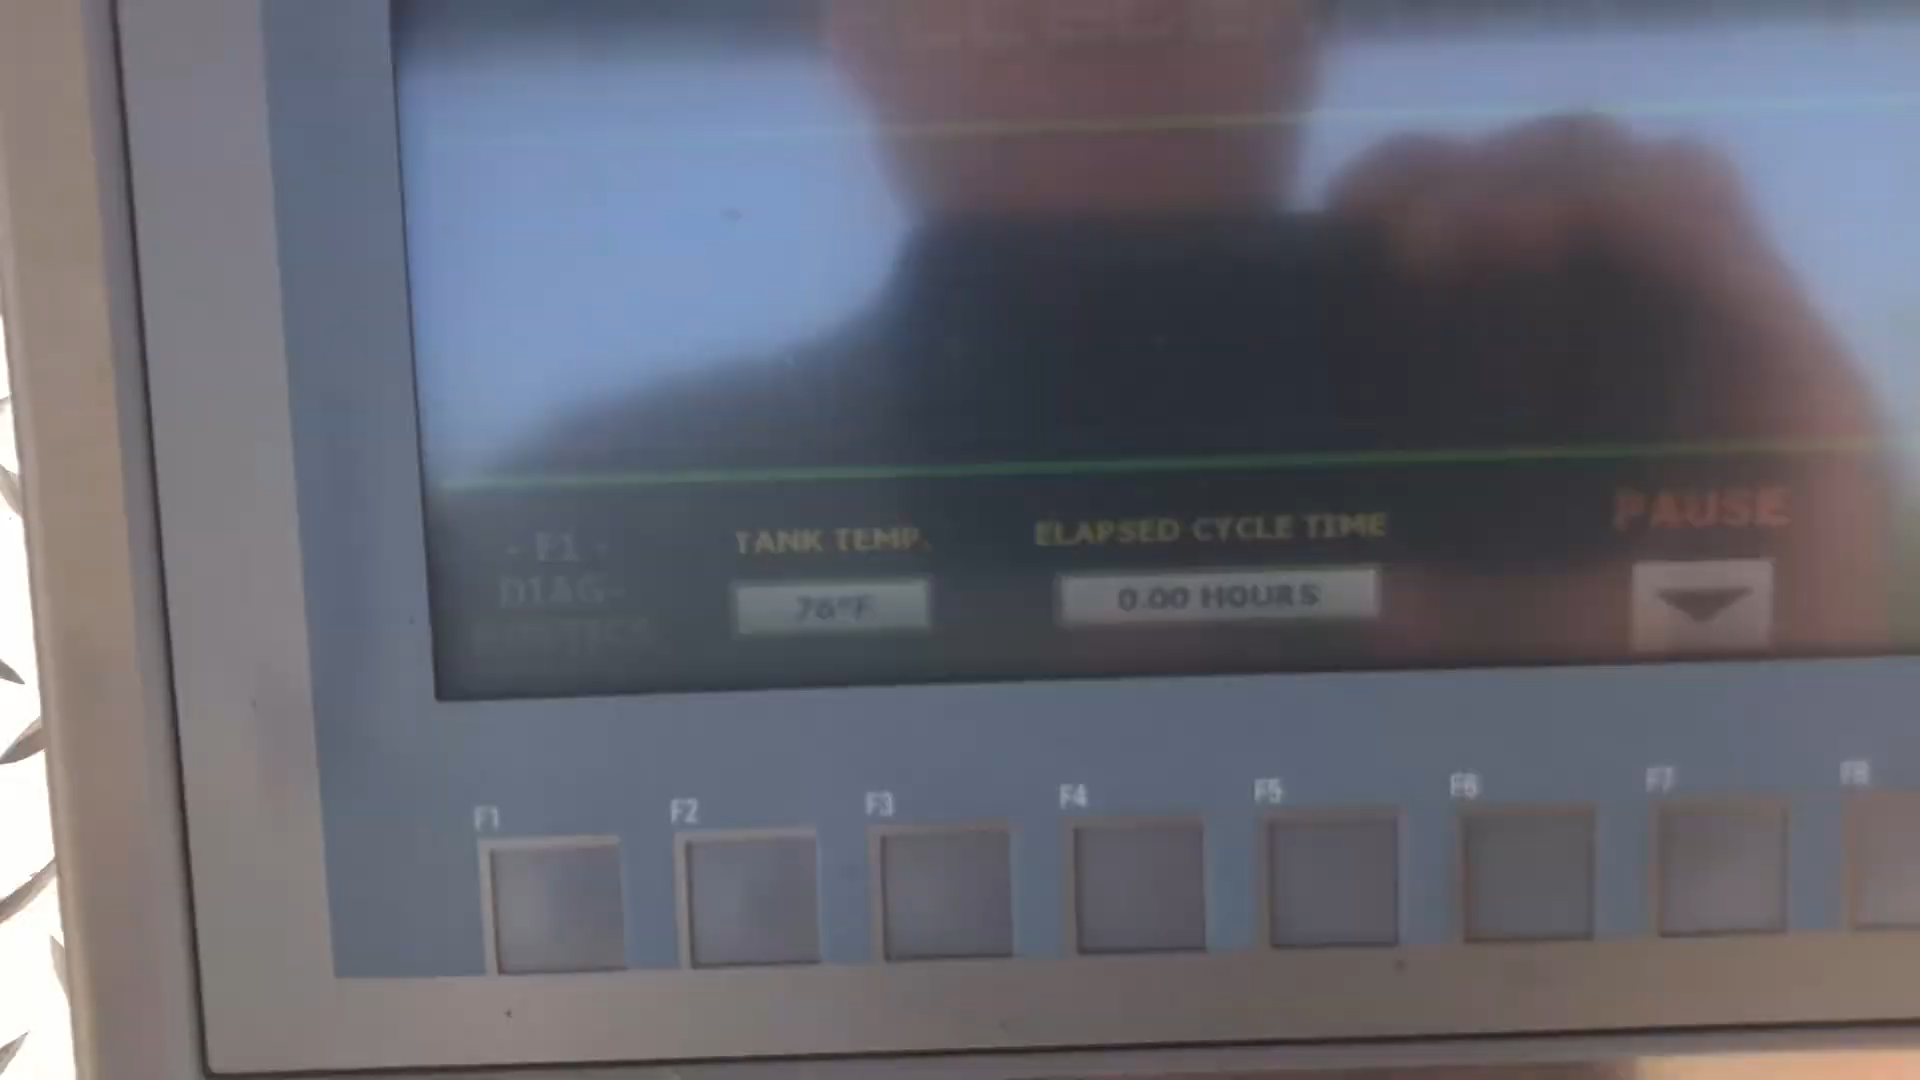 - F1 -
DIAG-
NOSTICS
TANK TEMP.
76°F
ELAPSED CYCLE TIME
0.00 HOURS
PAUSE
F1 F2 F3 F4 F5 F6 F7 F8